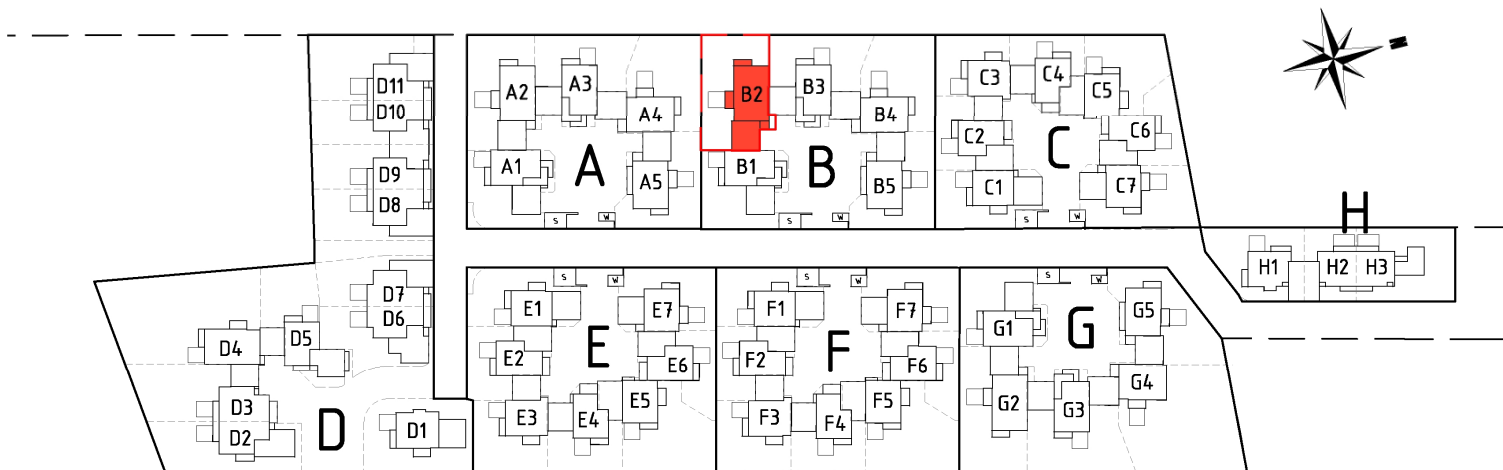 N
D11
D10
D9
D8
D7
D6
D5
D4
D3
D2
D1
D
A2
A3
A4
A1
A5
A
S
W
B2
B3
B4
B1
B5
B
S
W
C3
C4
C5
C2
C6
C1
C7
C
S
W
H
H1
H2
H3
S
W
E1
E7
E2
E6
E3
E4
E5
E
S
W
F1
F7
F2
F6
F3
F4
F5
F
S
W
G1
G5
G2
G3
G4
G